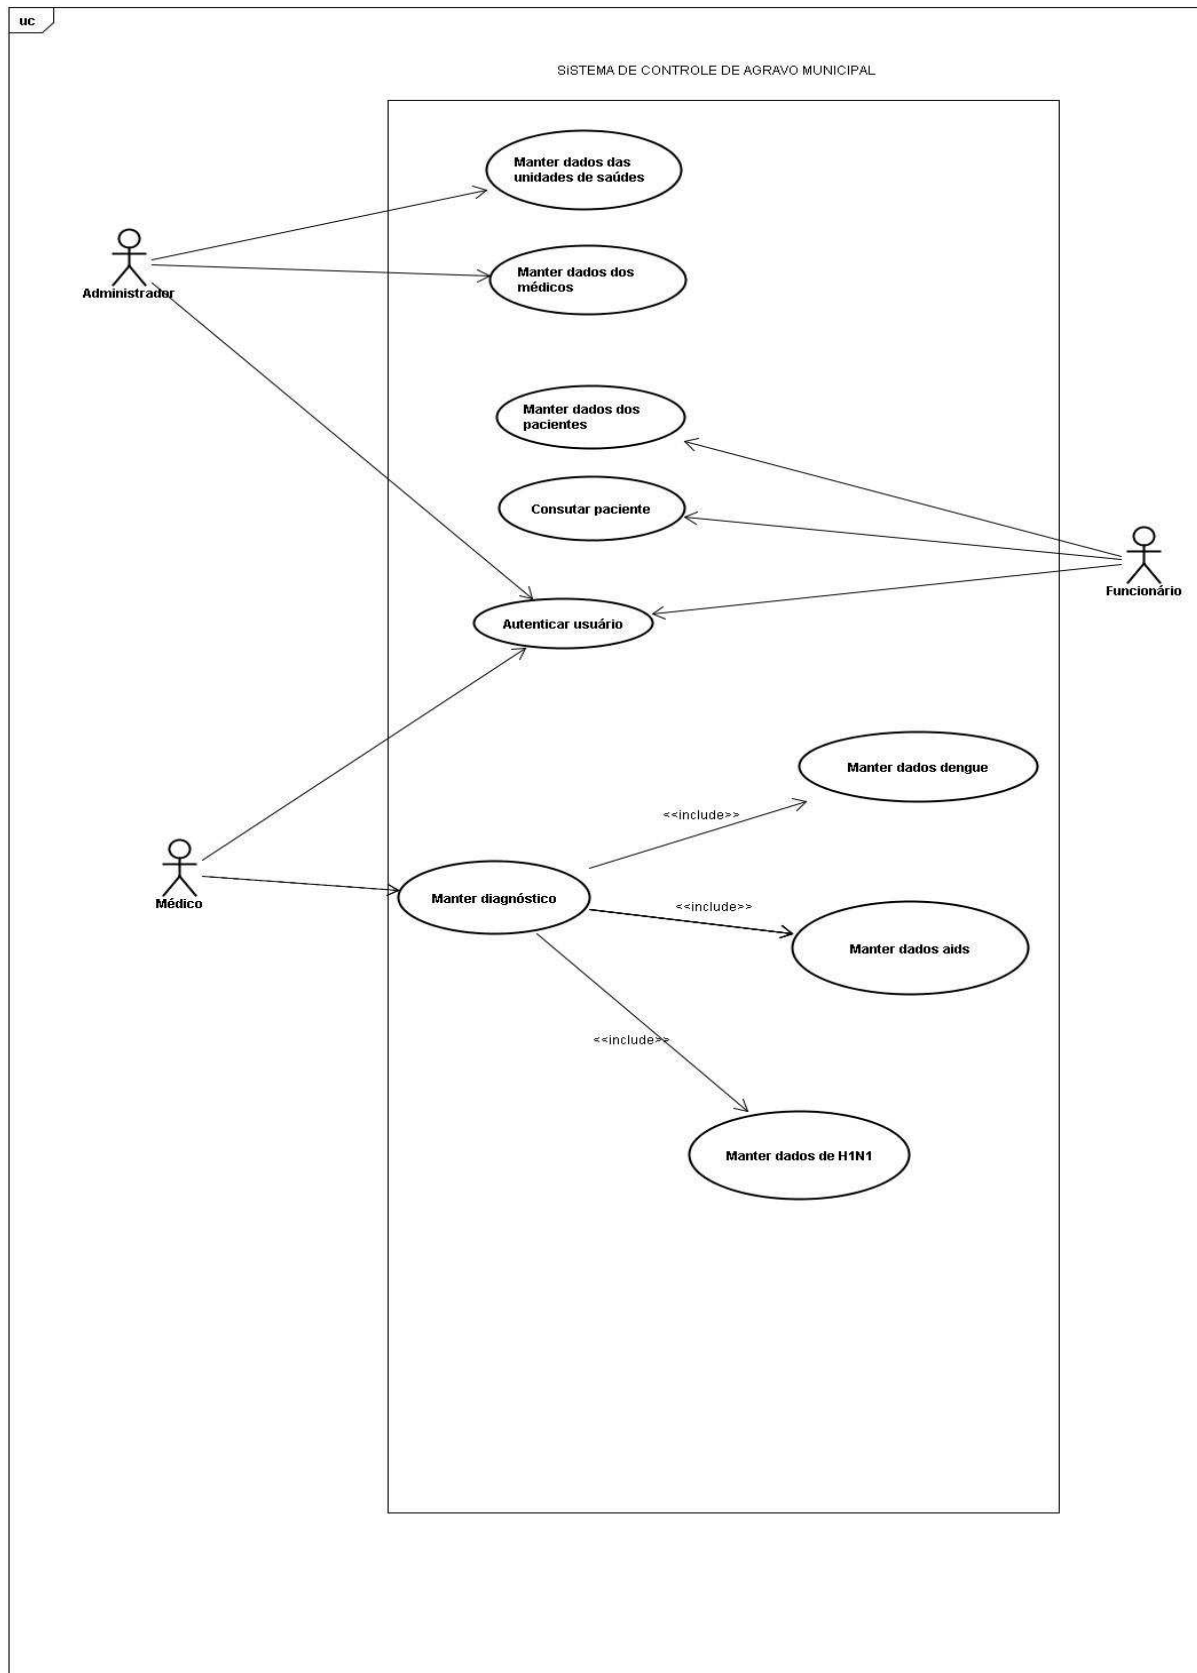 uc
SiSTEMA DE CONTROLE DE AGRAVO MUNICIPAL
Manter dados das
unidades de saúdes
Administrador
Manter dados dos
médicos
Manter dados dos
pacientes
Consutar paciente
Funcionário
Autenticar usuário
Manter dados dengue
<<include>>
Médico
Manter diagnóstico
<<include>>
Manter dados aids
<<include>>
Manter dados de H1N1